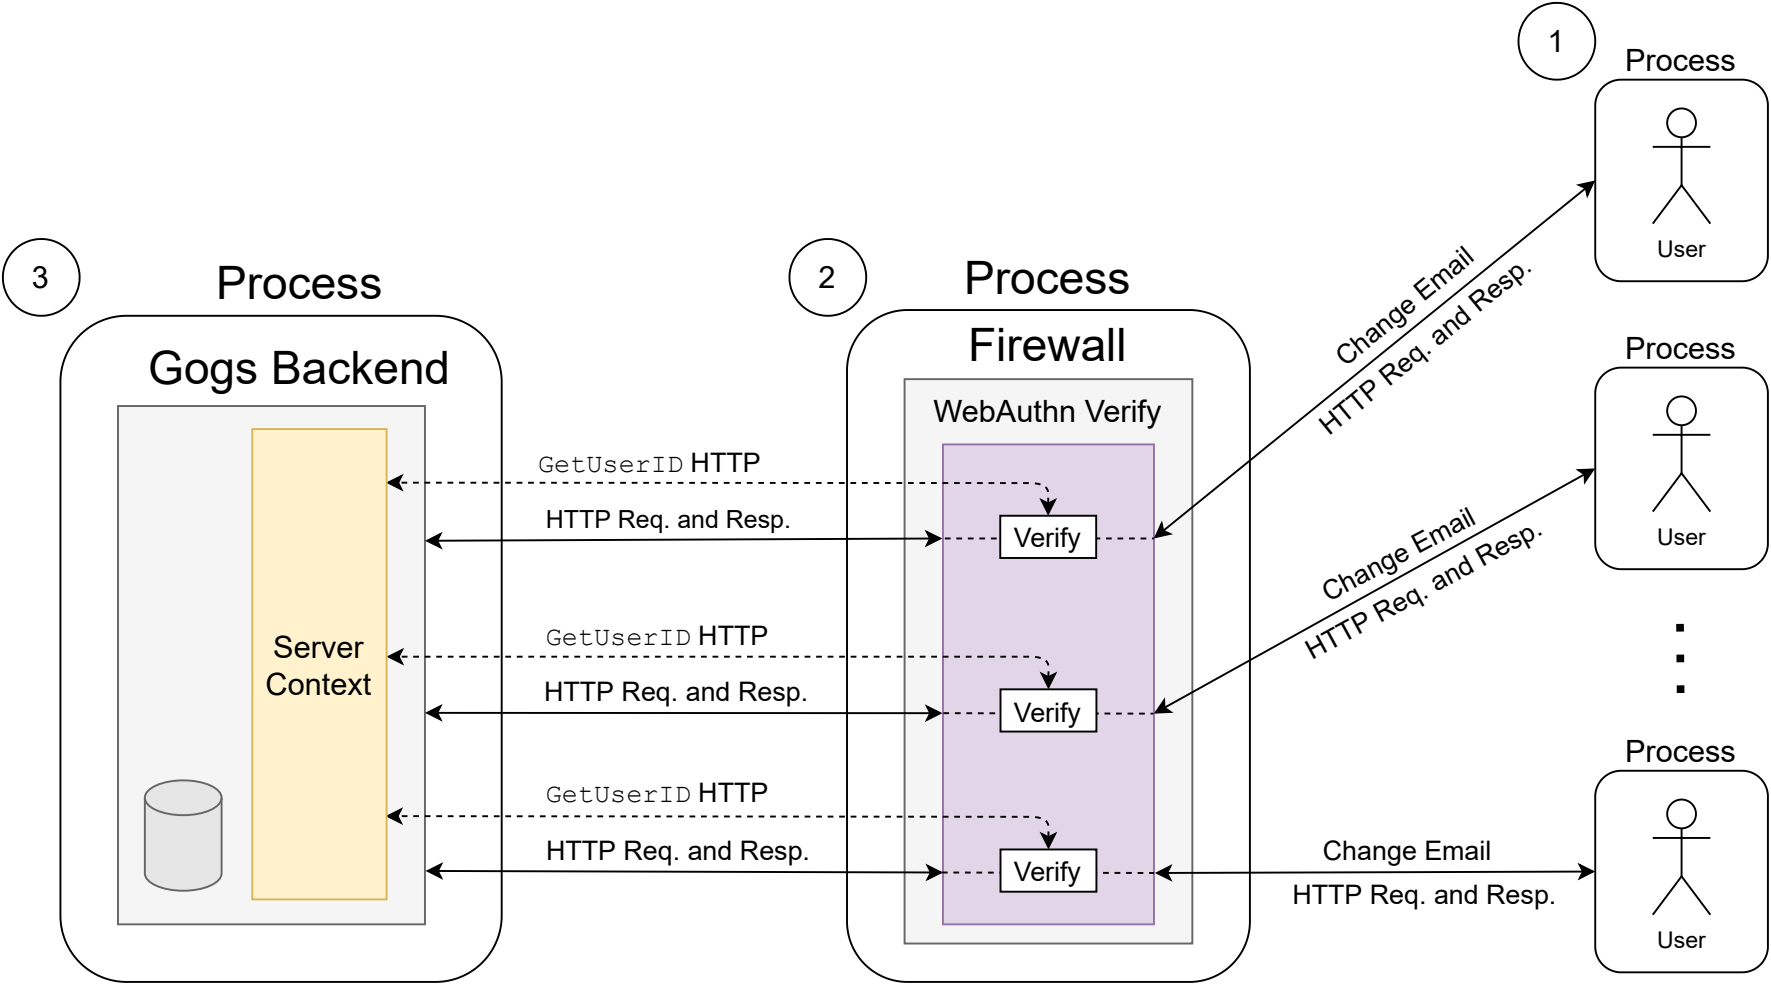 1
Process
User
3
Process
Gogs Backend
Server
Context
2
Process
Firewall
WebAuthn Verify
GetUserID HTTP
HTTP Req. and Resp.
Verify
Change Email
HTTP Req. and Resp.
Process
User
GetUserID HTTP
HTTP Req. and Resp.
Verify
Change Email
HTTP Req. and Resp.
Process
User
GetUserID HTTP
HTTP Req. and Resp.
Verify
Change Email
HTTP Req. and Resp.